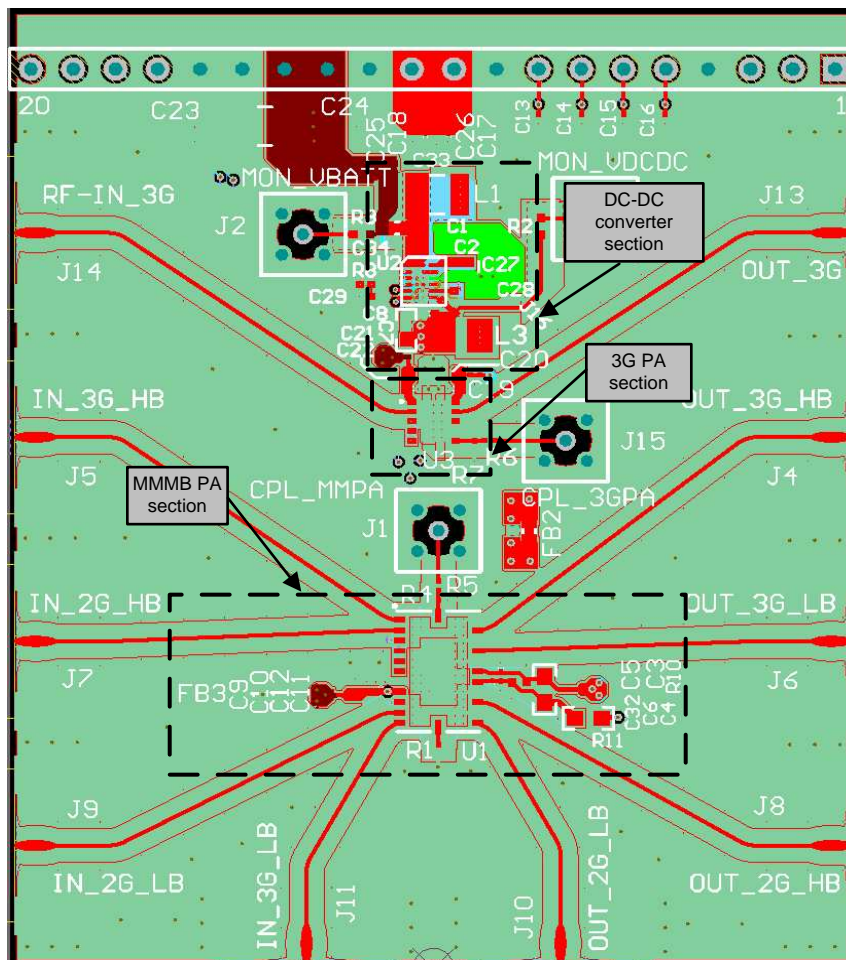 20
C23
C24
C25
C18
C26
C17
C13
C14
C15
C16
1
C33
MON_VBATT
MON_VDCDC
RF-IN_3G
L1
J13
DC-DC
converter
section
J2
R3
R2
C1
C34
C2
U2
C27
OUT_3G
J14
C29
C28
C8
C21
L3
C20
3G PA
section
IN_3G_HB
C19
OUT_3G_HB
J15
J5
U3
R6
J4
MMMB PA
section
R7
CPL_MMPA
CPL_3GPA
J1
FB2
R4
R5
IN_2G_HB
OUT_3G_LB
J7
FB3
C9
C10
C12
C11
C5
C3
R10
J6
C32
C6
C4
R11
R1
U1
J9
J8
IN_2G_LB
IN_3G_LB
J11
J10
OUT_2G_LB
OUT_2G_HB